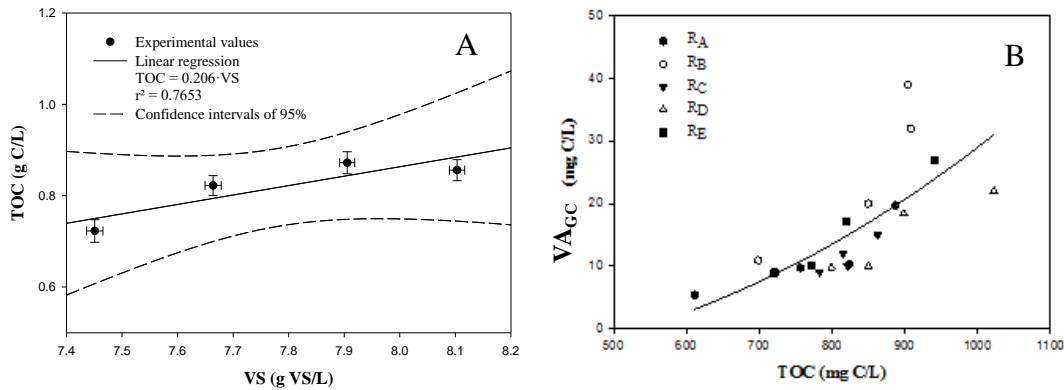 A
Experimental values
Linear regression
TOC = 0.206·VS
r² = 0.7653
Confidence intervals of 95%
TOC (g C/L)
1.2
1.0
0.8
0.6
7.4 7.5 7.6 7.7 7.8 7.9 8.0 8.1 8.2
VS (g VS/L)
B
RA
RB
RC
RD
RE
VAGC (mg C/L)
50
40
30
20
10
0
500 600 700 800 900 1000 1100
TOC (mg C/L)